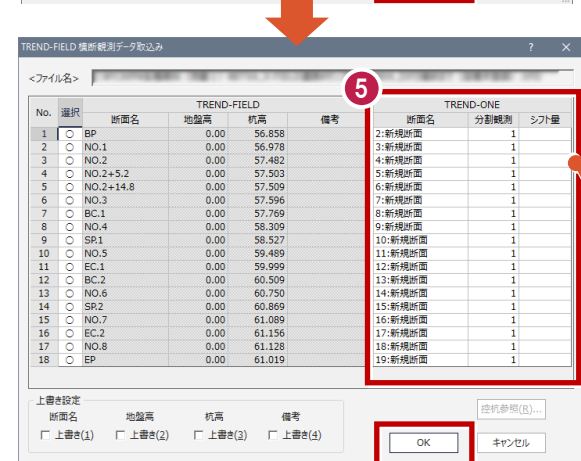 TREND-FIELD 横断観測データ取込み ? ×
<ファイル名>
5
No. 選択 TREND-FIELD TREND-ONE
断面名 地盤高 杭高 備考 断面名 分割観測 シフト量
1 ○ BP 0.00 56.858 2:新規断面 1
2 ○ NO.1 0.00 56.978 3:新規断面 1
3 ○ NO.2 0.00 57.482 4:新規断面 1
4 ○ NO.2+5.2 0.00 57.503 5:新規断面 1
5 ○ NO.2+14.8 0.00 57.509 6:新規断面 1
6 ○ NO.3 0.00 57.596 7:新規断面 1
7 ○ BC.1 0.00 57.769 8:新規断面 1
8 ○ NO.4 0.00 58.309 9:新規断面 1
9 ○ SP.1 0.00 58.527 10:新規断面 1
10 ○ NO.5 0.00 59.489 11:新規断面 1
11 ○ EC.1 0.00 59.999 12:新規断面 1
12 ○ BC.2 0.00 60.509 13:新規断面 1
13 ○ NO.6 0.00 60.750 14:新規断面 1
14 ○ SP.2 0.00 60.869 15:新規断面 1
15 ○ NO.7 0.00 61.089 16:新規断面 1
16 ○ EC.2 0.00 61.156 17:新規断面 1
17 ○ NO.8 0.00 61.128 18:新規断面 1
18 ○ EP 0.00 61.019 19:新規断面 1
上書き設定
断面名 地盤高 杭高 備考
上書き(1) 上書き(2) 上書き(3) 上書き(4)
控杭参照(R)...
OK キャンセル